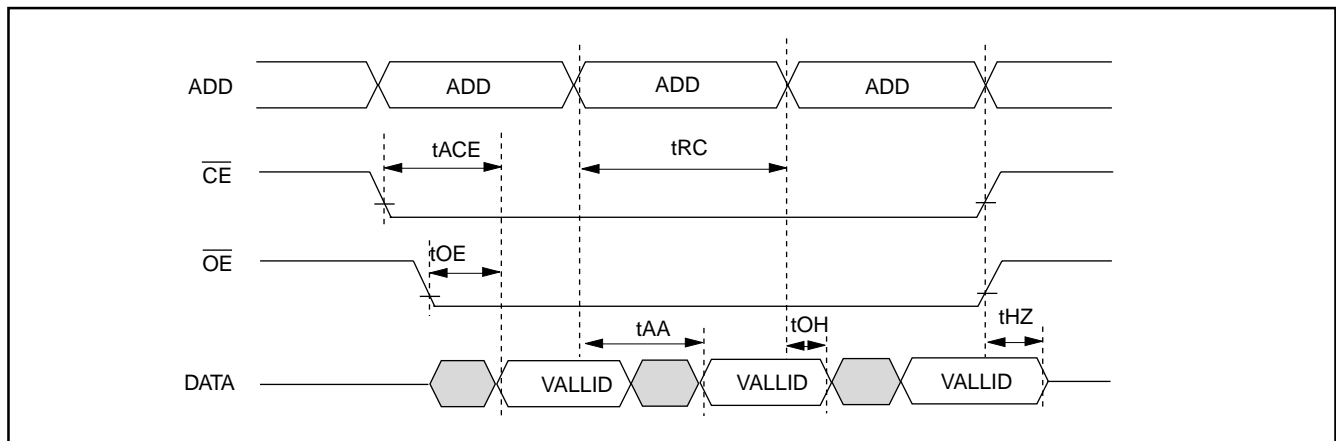 ADD ADD ADD ADD
tACE tRC
CE
tOE
OE
tAA tOH tHZ
DATA VALLID VALLID VALLID